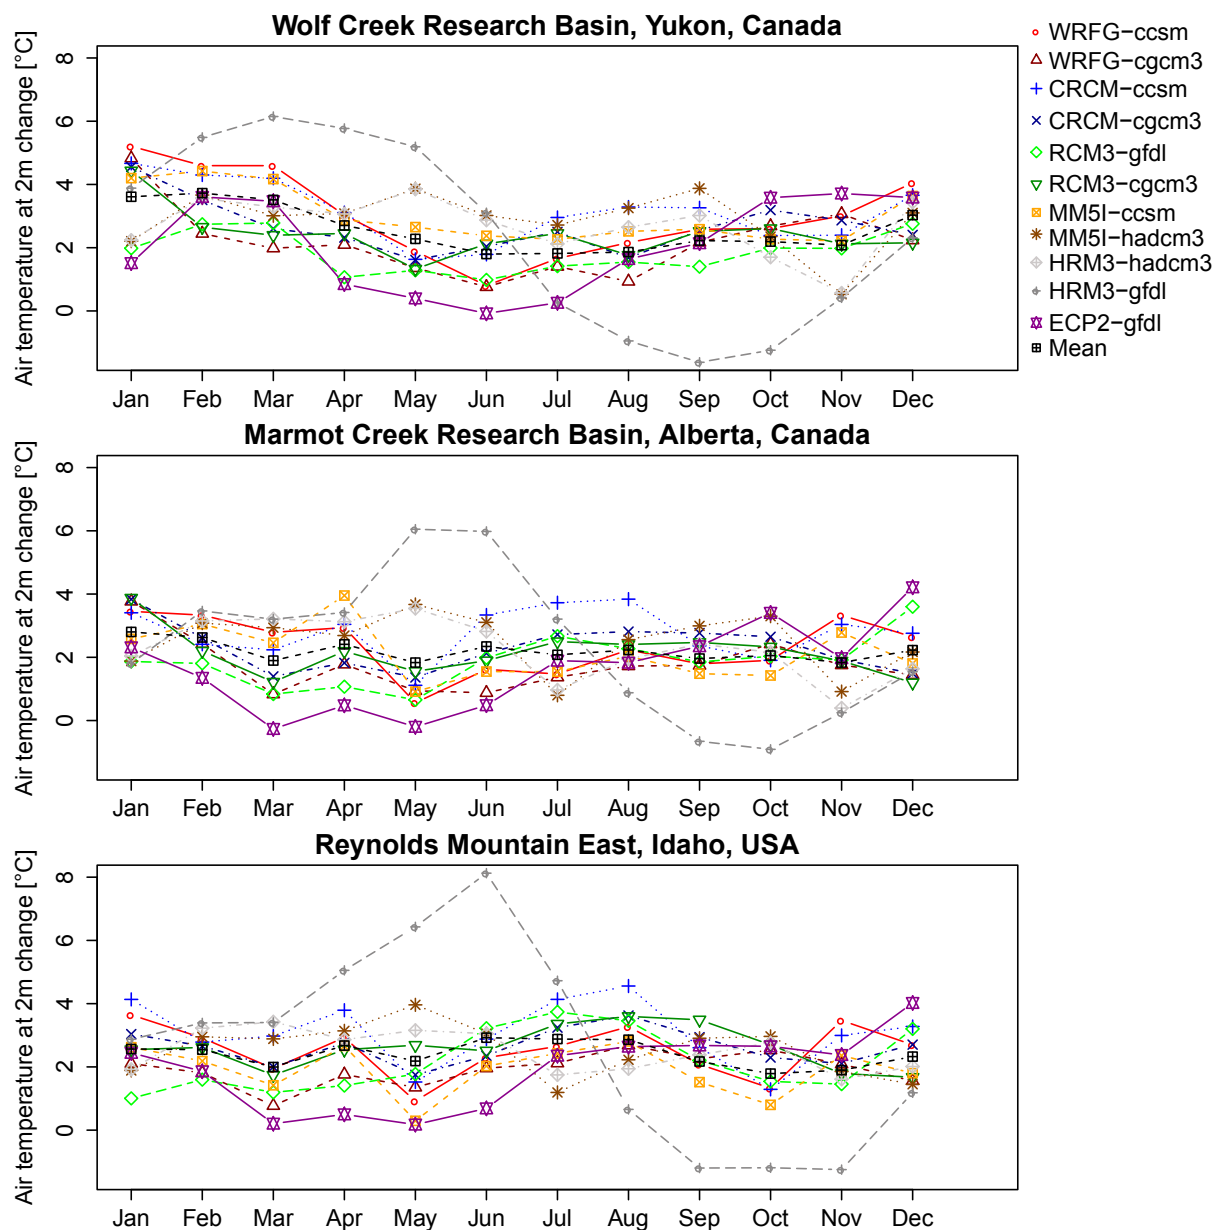 Wolf Creek Research Basin, Yukon, Canada
Air temperature at 2m change [°C]
8
6
4
2
0
Jan Feb Mar Apr May Jun Jul Aug Sep Oct Nov Dec
WRFG−ccsm
WRFG−cgcm3
CRCM−ccsm
CRCM−cgcm3
RCM3−gfdl
RCM3−cgcm3
MM5I−ccsm
MM5I−hadcm3
HRM3−hadcm3
HRM3−gfdl
ECP2−gfdl
Mean
Marmot Creek Research Basin, Alberta, Canada
Air temperature at 2m change [°C]
8
6
4
2
0
Jan Feb Mar Apr May Jun Jul Aug Sep Oct Nov Dec
Reynolds Mountain East, Idaho, USA
Air temperature at 2m change [°C]
8
6
4
2
0
Jan Feb Mar Apr May Jun Jul Aug Sep Oct Nov Dec